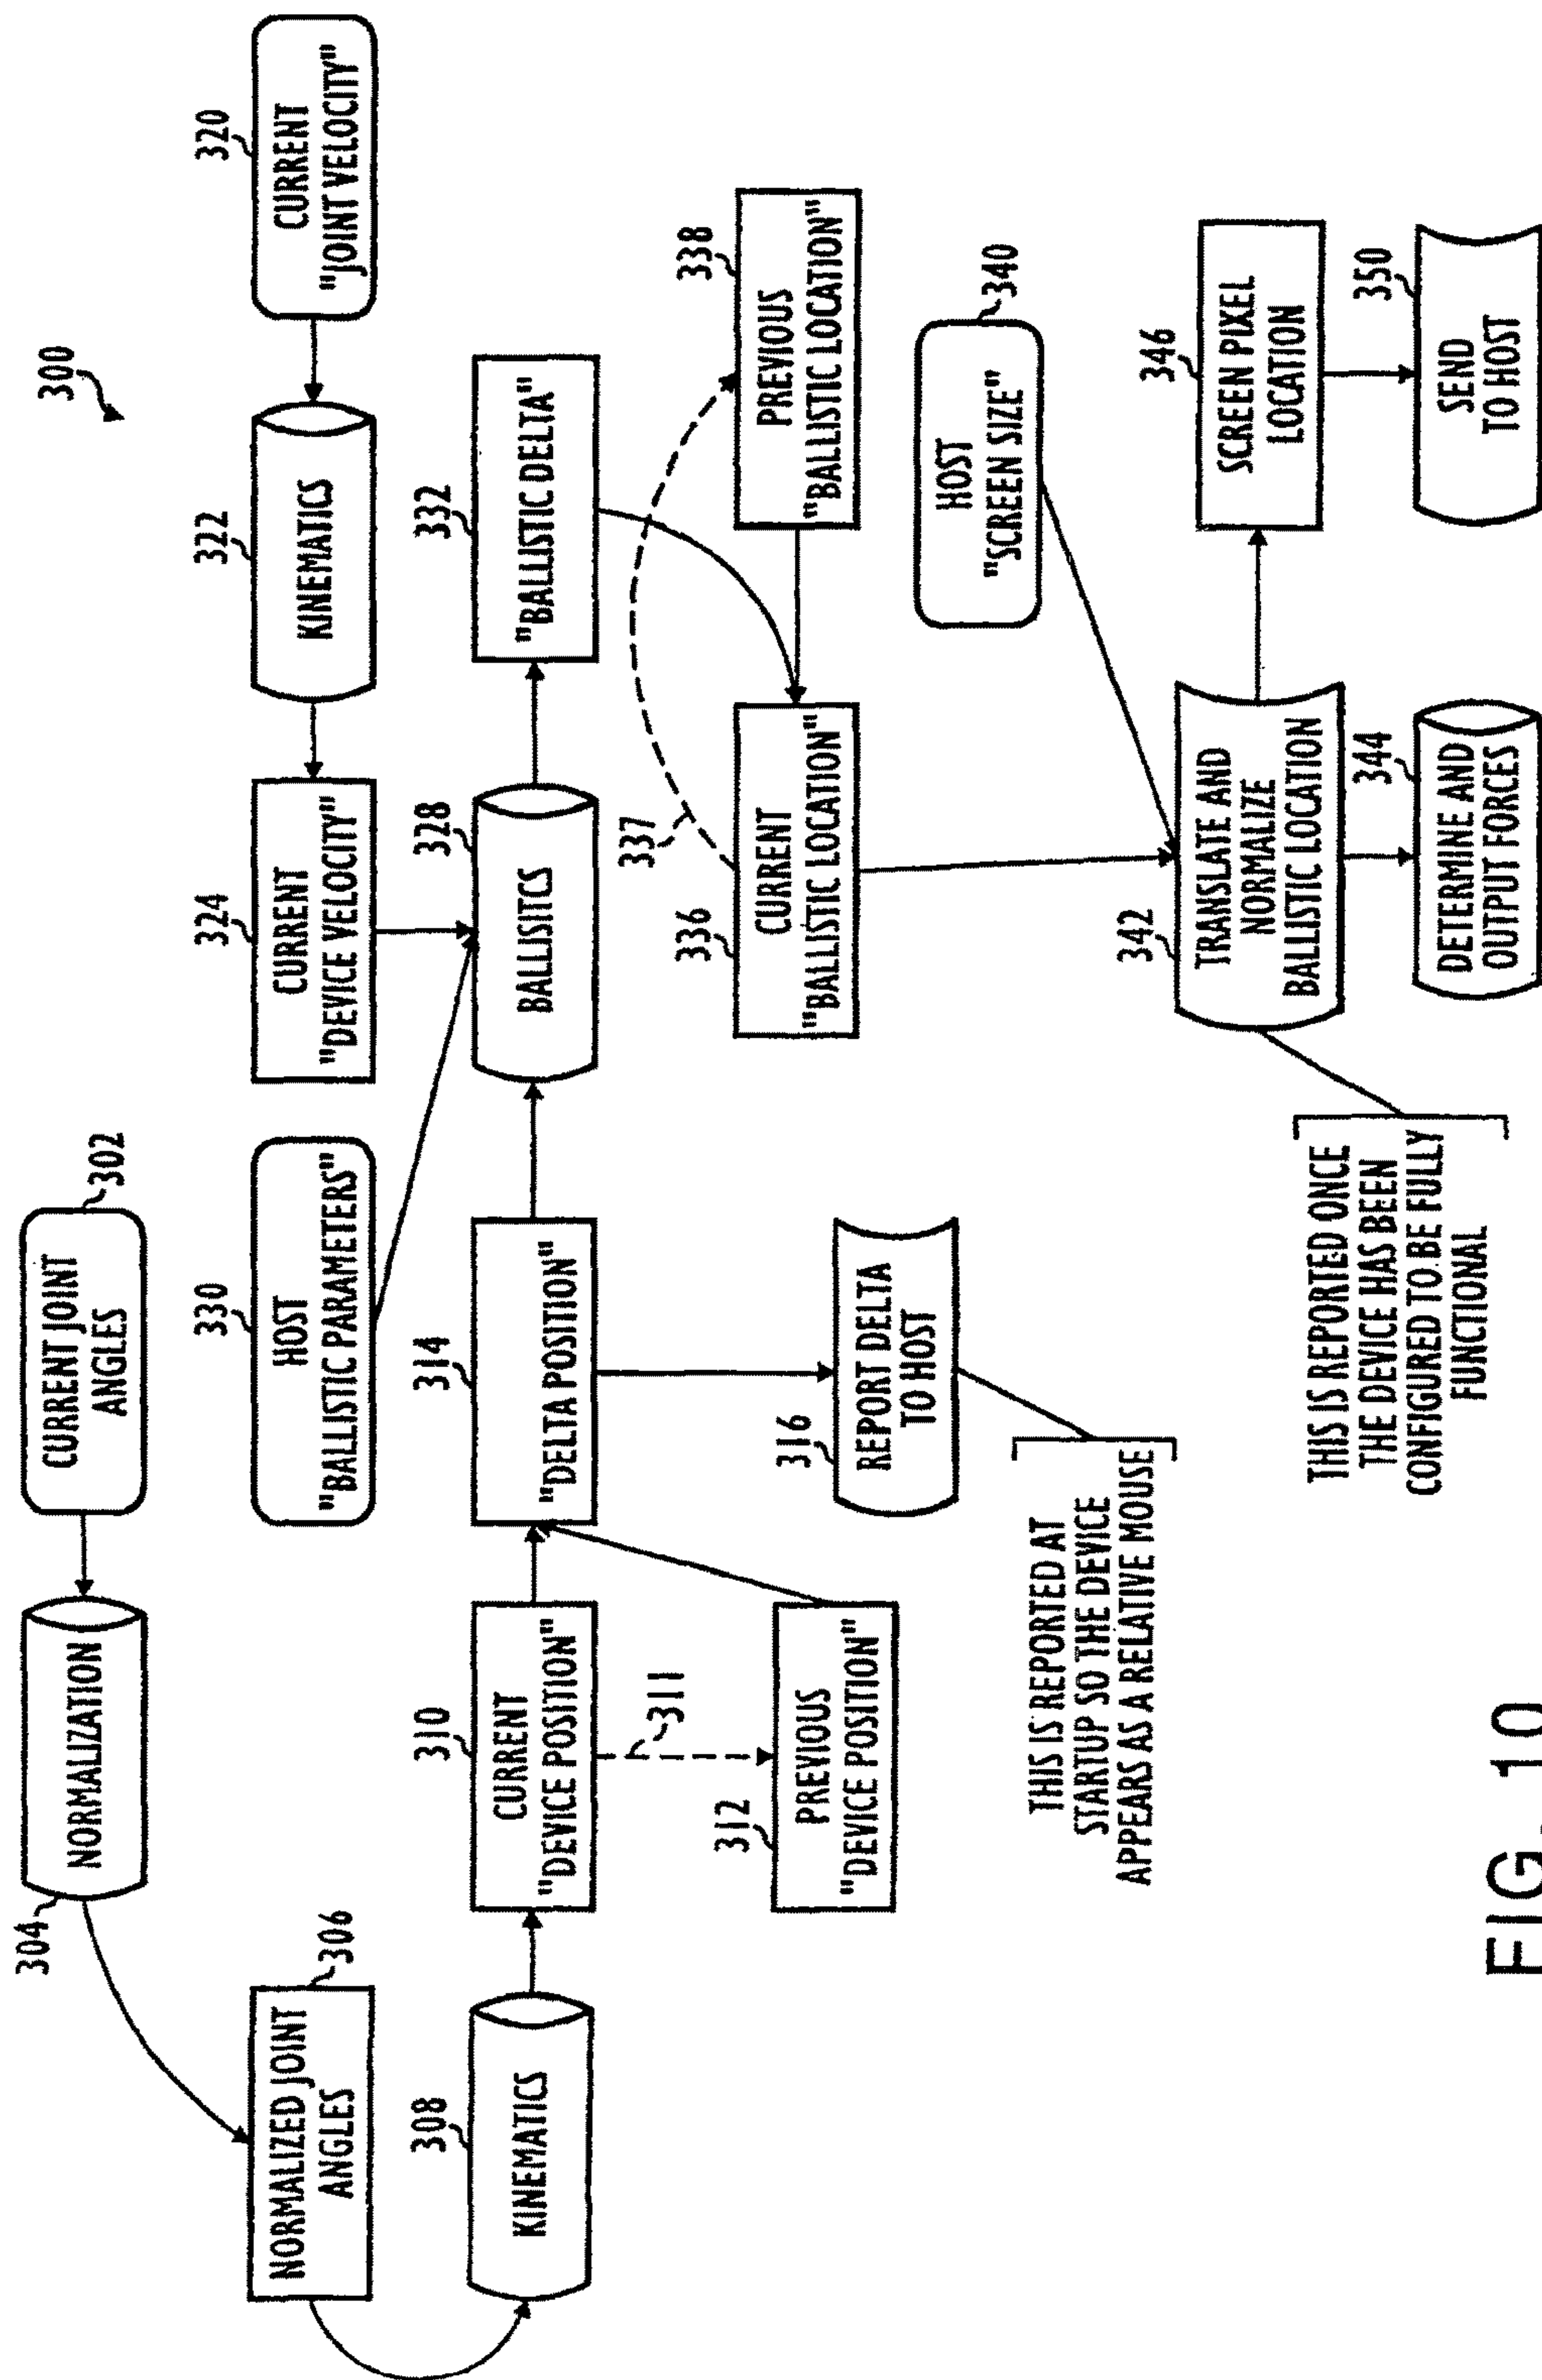 300
302
CURRENT JOINT
ANGLES
304
NORMALIZATION
306
NORMALIZED JOINT
ANGLES
308
KINEMATICS
310
CURRENT
"DEVICE POSITION"
311
312
PREVIOUS
"DEVICE POSITION"
314
"DELTA POSITION"
316
REPORT DELTA
TO HOST
THIS IS REPORTED AT
STARTUP SO THE DEVICE
APPEARS AS A RELATIVE MOUSE
320
CURRENT
"JOINT VELOCITY"
322
KINEMATICS
324
CURRENT
"DEVICE VELOCITY"
330
HOST
"BALLISTIC PARAMETERS"
328
BALLISITCS
332
"BALLISTIC DELTA"
336
CURRENT
"BALLISTIC LOCATION"
337
338
PREVIOUS
"BALLISTIC LOCATION"
340
HOST
"SCREEN SIZE"
342
TRANSLATE AND
NORMALIZE
BALLISTIC LOCATION
THIS IS REPORTED ONCE
THE DEVICE HAS BEEN
CONFIGURED TO BE FULLY
FUNCTIONAL
344
DETERMINE AND
OUTPUT FORCES
346
SCREEN PIXEL
LOCATION
350
SEND
TO HOST
FIG. 10